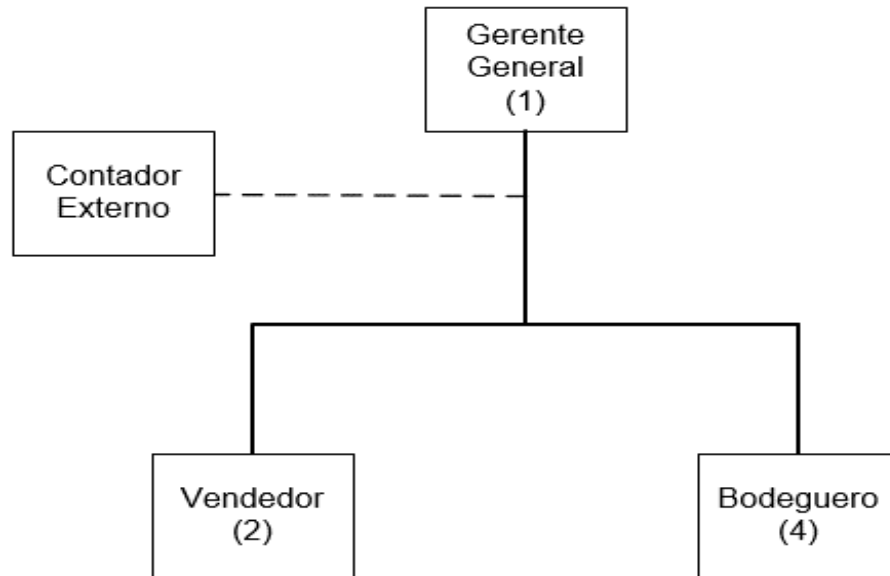 Gerente
General
(1)
Contador
Externo
Vendedor
(2)
Bodeguero
(4)